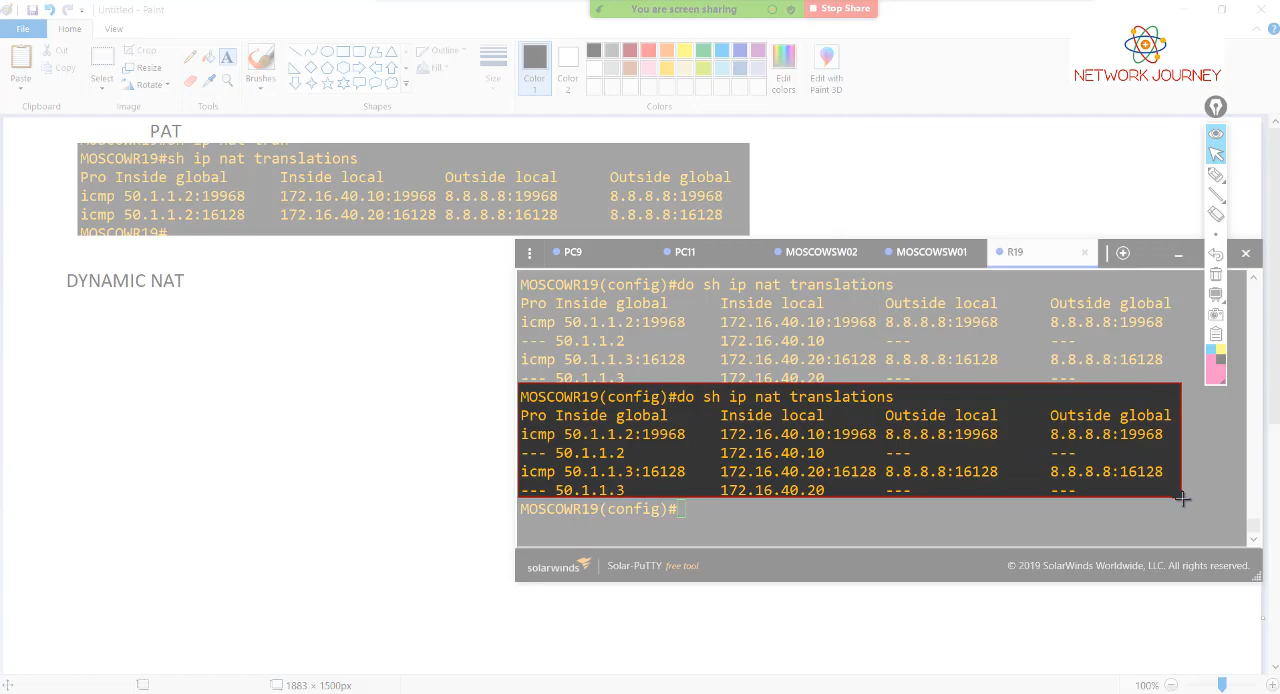 Untitled - Paint
You are screen sharing
Stop Share
File
Home
View
Paste
Cut
Copy
Clipboard
Select
Crop
Resize
Rotate
Image
A
Tools
Brushes
Shapes
Outline
Fill
Size
Color
1
Color
2
Colors
Edit
colors
Edit with
Paint 3D
NETWORK JOURNEY
PAT
MOSCOWR19#sh ip nat translations
Pro Inside global Inside local Outside local Outside global
icmp 50.1.1.2:19968 172.16.40.10:19968 8.8.8.8:19968 8.8.8.8:19968
icmp 50.1.1.2:16128 172.16.40.20:16128 8.8.8.8:16128 8.8.8.8:16128
MOSCOWR19#
DYNAMIC NAT
PC9 PC11 MOSCOWSW02 MOSCOWSW01 R19
MOSCOWR19(config)#do sh ip nat translations
Pro Inside global Inside local Outside local Outside global
icmp 50.1.1.2:19968 172.16.40.10:19968 8.8.8.8:19968 8.8.8.8:19968
--- 50.1.1.2 172.16.40.10 --- ---
icmp 50.1.1.3:16128 172.16.40.20:16128 8.8.8.8:16128 8.8.8.8:16128
--- 50.1.1.3 172.16.40.20 --- ---
MOSCOWR19(config)#do sh ip nat translations
Pro Inside global Inside local Outside local Outside global
icmp 50.1.1.2:19968 172.16.40.10:19968 8.8.8.8:19968 8.8.8.8:19968
--- 50.1.1.2 172.16.40.10 --- ---
icmp 50.1.1.3:16128 172.16.40.20:16128 8.8.8.8:16128 8.8.8.8:16128
--- 50.1.1.3 172.16.40.20 --- ---
MOSCOWR19(config)#
solarwinds Solar-PuTTY free tool © 2019 SolarWinds Worldwide, LLC. All rights reserved.
1883 × 1500px
100%